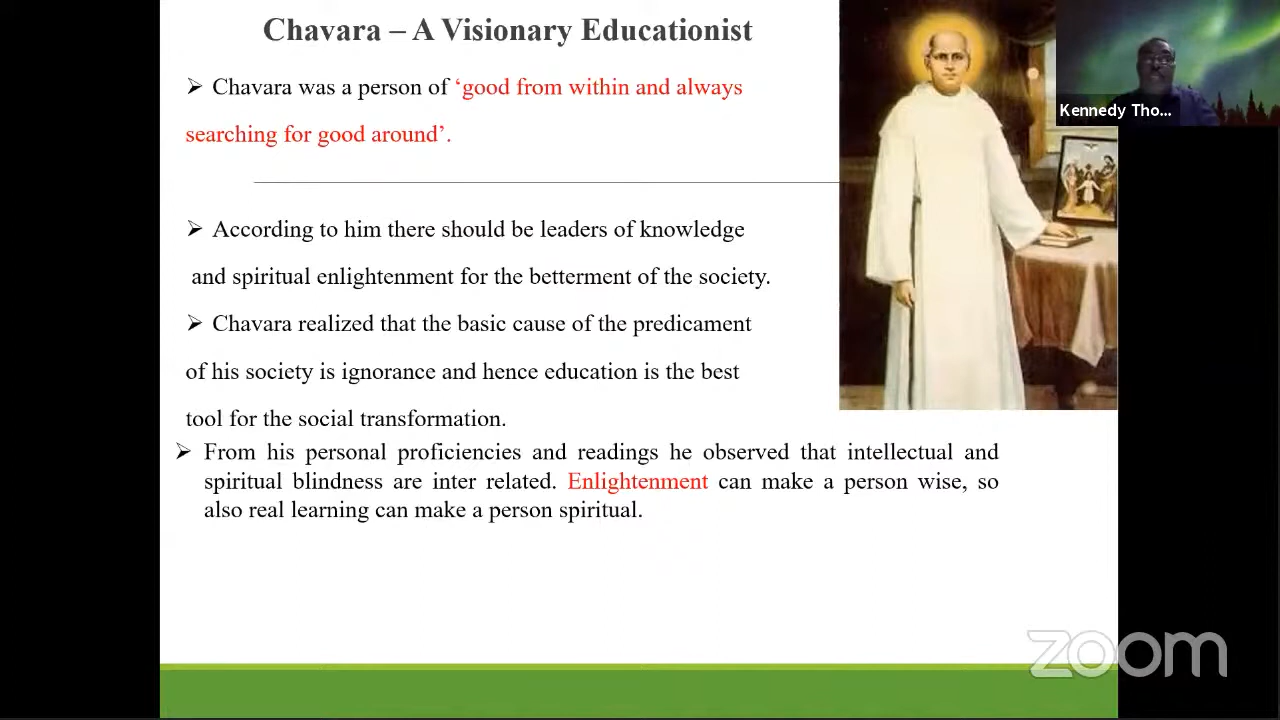 Chavara – A Visionary Educationist
➢ Chavara was a person of ‘good from within and always
searching for good around’.
➢ According to him there should be leaders of knowledge
and spiritual enlightenment for the betterment of the society.
➢ Chavara realized that the basic cause of the predicament
of his society is ignorance and hence education is the best
tool for the social transformation.
➢ From his personal proficiencies and readings he observed that intellectual and
spiritual blindness are inter related. Enlightenment can make a person wise, so
also real learning can make a person spiritual.
Kennedy Tho...
zoom